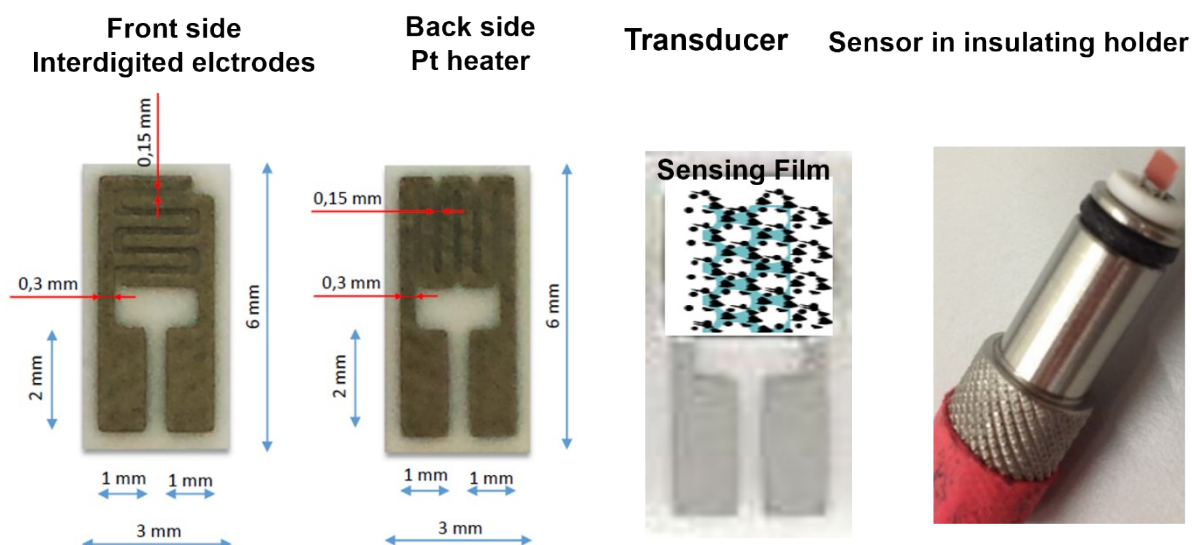 Front side
Interdigited elctrodes
Back side
Pt heater
Transducer
Sensor in insulating holder
0,15 mm
0,3 mm
2 mm
6 mm
1 mm
1 mm
3 mm
0,15 mm
0,3 mm
2 mm
6 mm
1 mm
1 mm
3 mm
Sensing Film